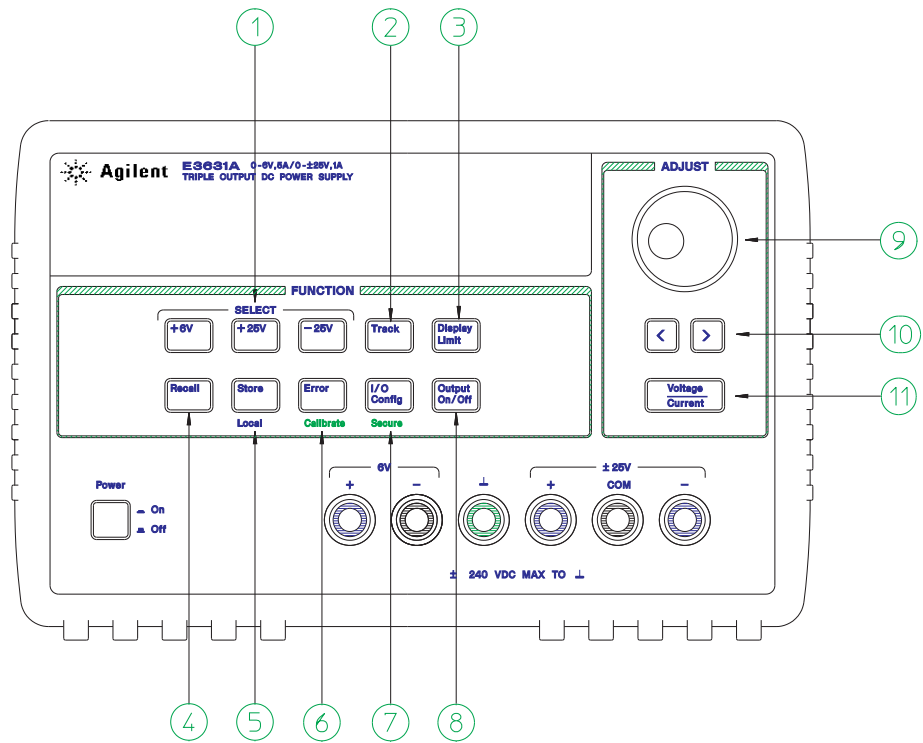 1 2 3
Agilent E3631A 0-6V,5A/0-±25V,1A
TRIPLE OUTPUT DC POWER SUPPLY
ADJUST
9
FUNCTION
SELECT
+6V +25V -25V Track Display Limit
< > 10
Recall Store Error I/O Config Output On/Off
Voltage
Current
11
Local Calibrate Secure
Power
On
Off
6V ±25V
+ - ⏊ + COM -
± 240 VDC MAX TO ⏊
4 5 6 7 8